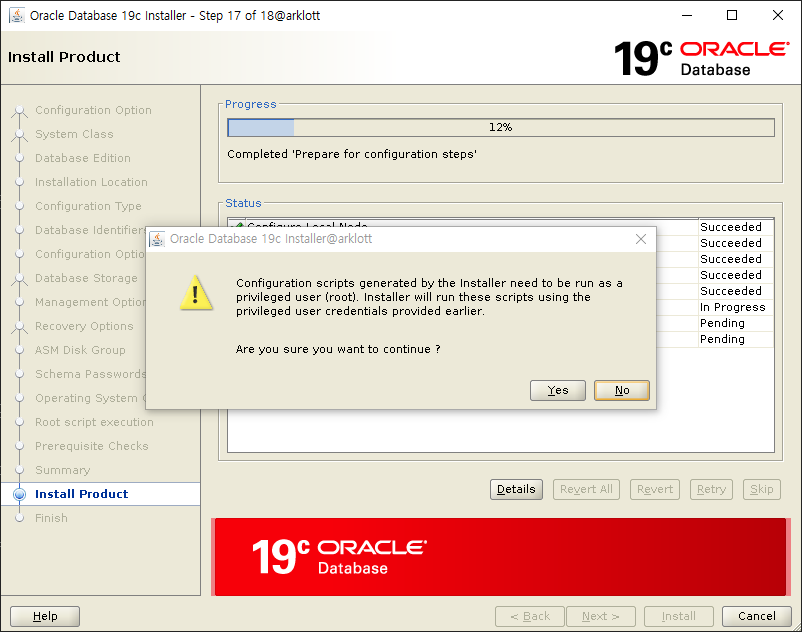 Oracle Database 19c Installer - Step 17 of 18@arklott
Install Product
19c ORACLE
Database
Configuration Option
System Class
Database Edition
Installation Location
Configuration Type
Database Identifiers
Configuration Option
Database Storage
Management Option
Recovery Options
ASM Disk Group
Schema Passwords
Operating System
Root script execution
Prerequisite Checks
Summary
Install Product
Finish
Progress
12%
Completed 'Prepare for configuration steps'
Status
Configure Local Node
Succeeded
Succeeded
Succeeded
Succeeded
Succeeded
In Progress
Pending
Pending
Oracle Database 19c Installer@arklott
Configuration scripts generated by the Installer need to be run as a
privileged user (root). Installer will run these scripts using the
privileged user credentials provided earlier.
Are you sure you want to continue ?
Yes
No
Details
Revert All
Revert
Retry
Skip
19c ORACLE
Database
Help
< Back
Next >
Install
Cancel